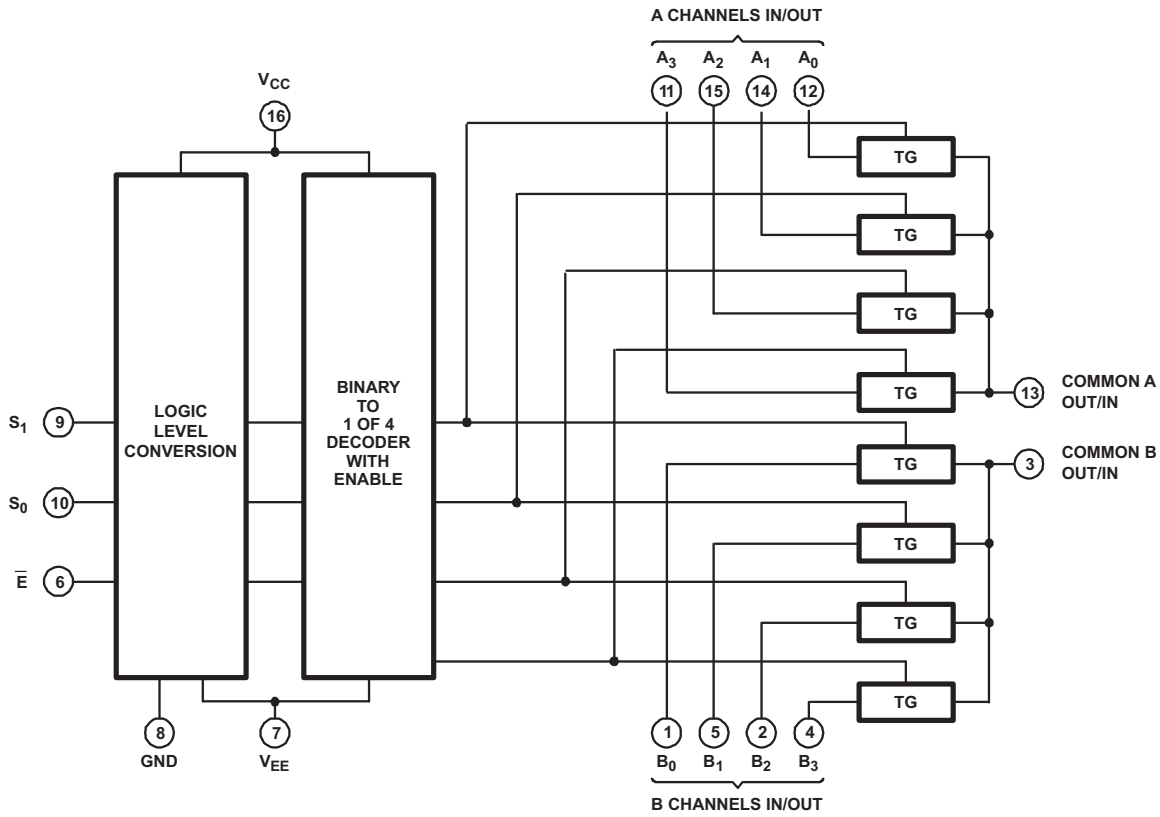 A CHANNELS IN/OUT
A3 A2 A1 A0
11 15 14 12
VCC
16
TG
TG
TG
TG
13 COMMON A
OUT/IN
TG
3 COMMON B
OUT/IN
TG
TG
TG
S1 9
S0 10
E̅ 6
LOGIC
LEVEL
CONVERSION
BINARY
TO
1 OF 4
DECODER
WITH
ENABLE
8
GND
7
VEE
1 5 2 4
B0 B1 B2 B3
B CHANNELS IN/OUT